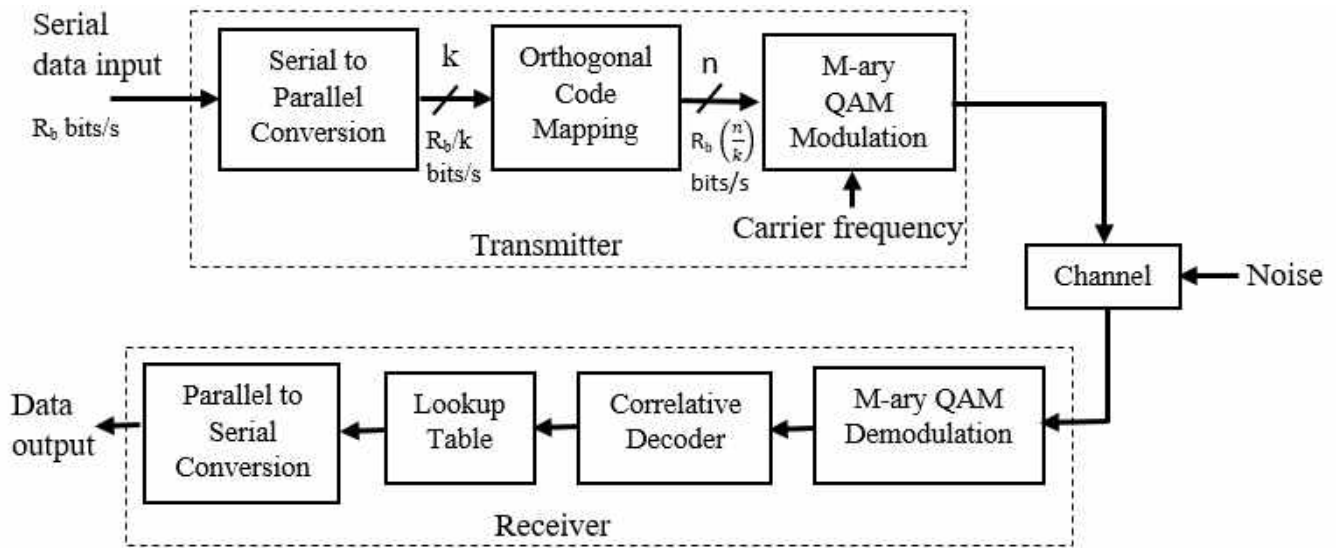 Serial
data input
R_b bits/s
Serial to
Parallel
Conversion
k
R_b/k
bits/s
Orthogonal
Code
Mapping
n
R_b (n/k)
bits/s
M-ary
QAM
Modulation
Carrier frequency
Transmitter
Channel
Noise
M-ary QAM
Demodulation
Correlative
Decoder
Lookup
Table
Parallel to
Serial
Conversion
Data
output
Receiver